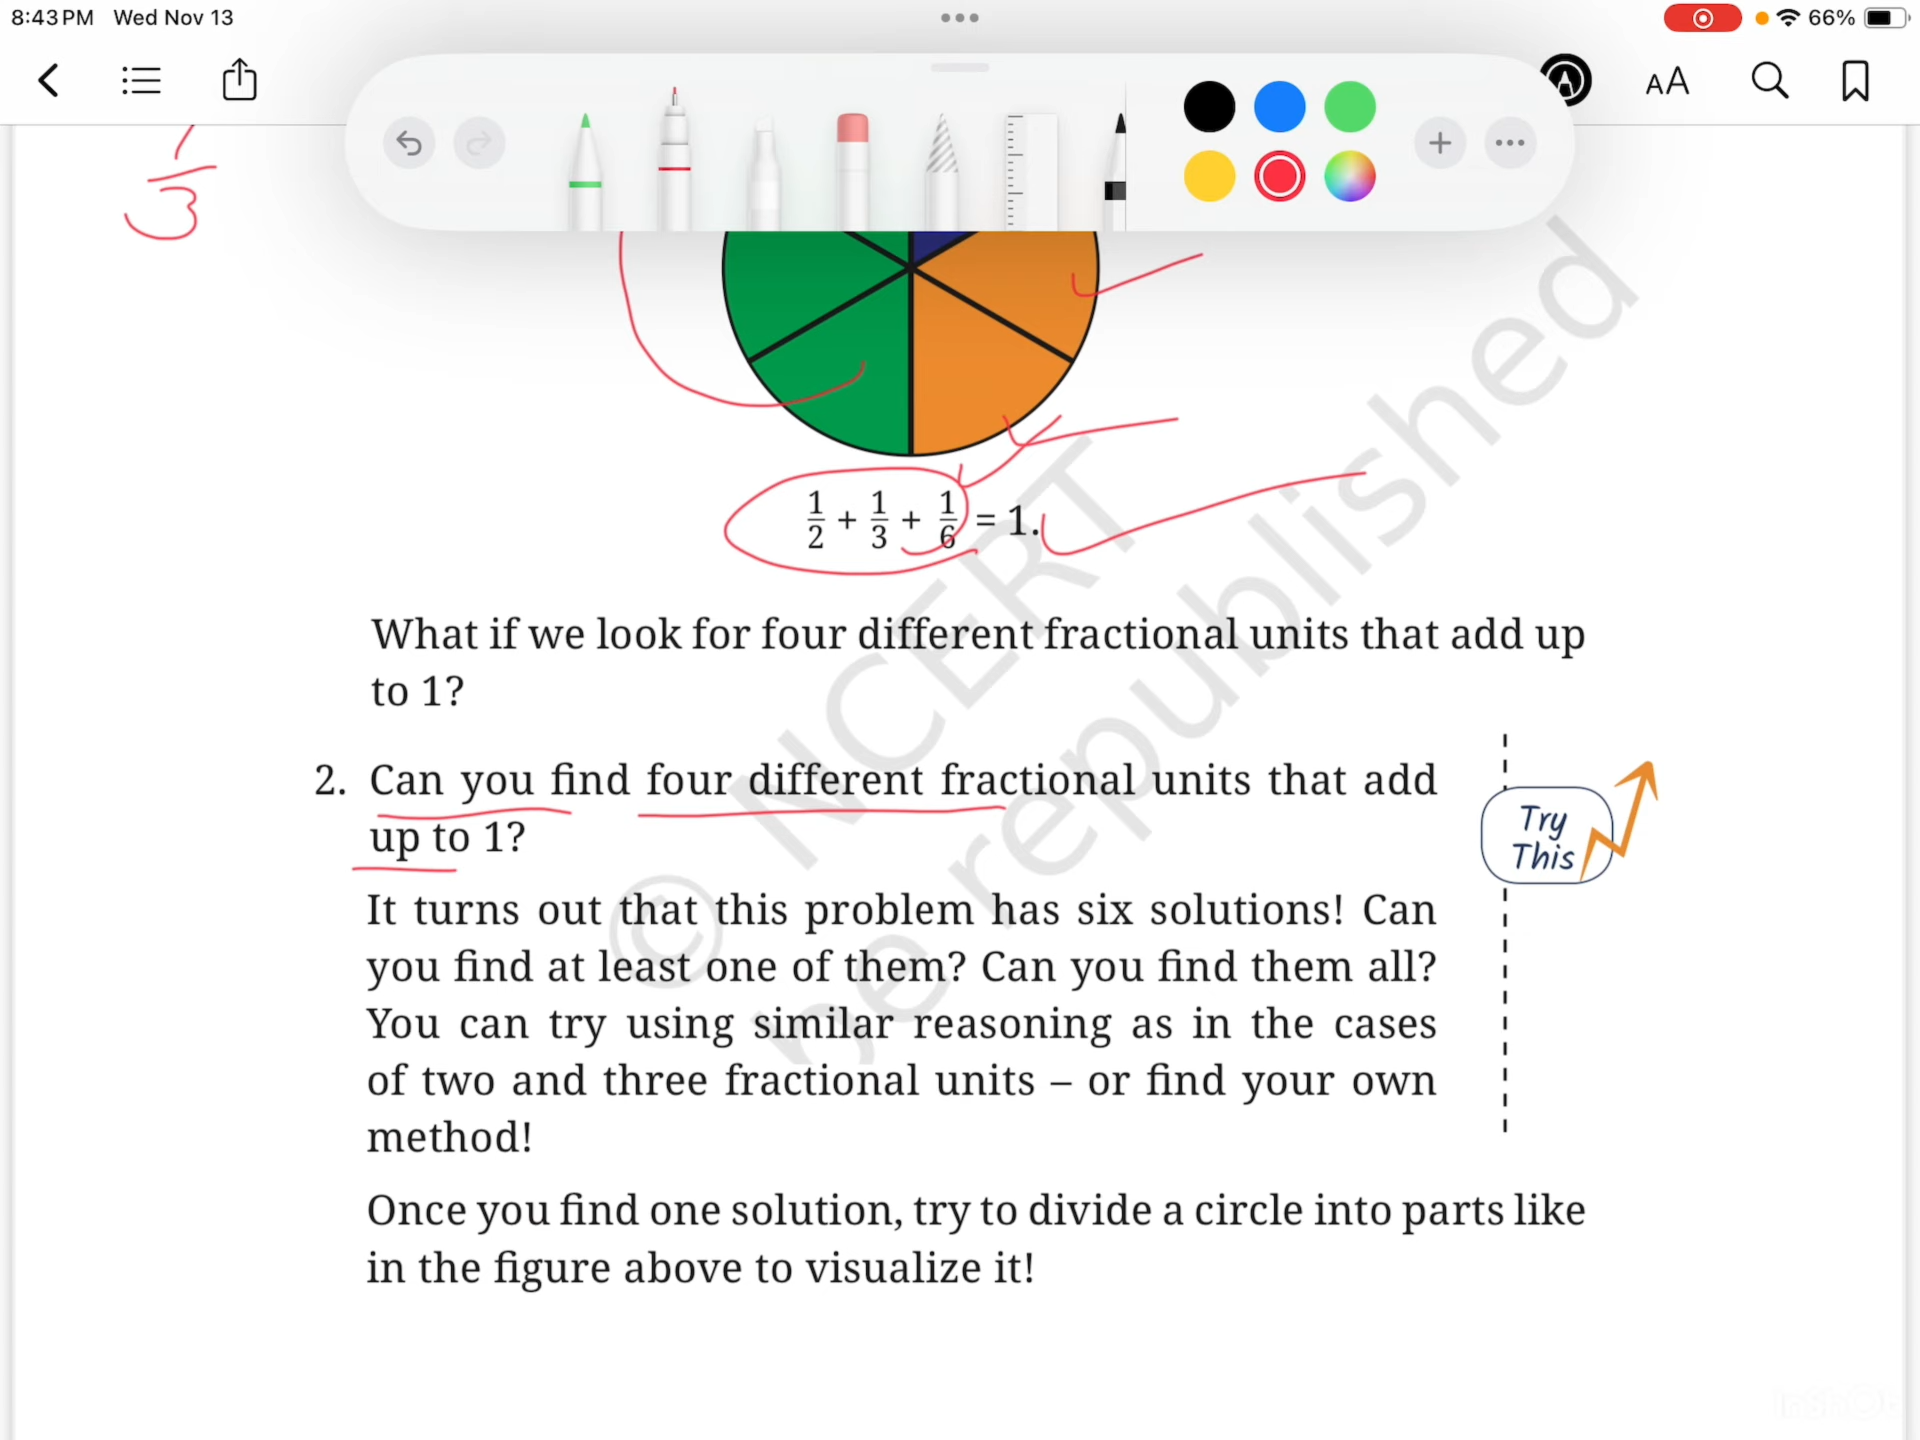 8:43 PM Wed Nov 13
66%
AA
1/3
1/2 + 1/3 + 1/6 = 1.
What if we look for four different fractional units that add up
to 1?
2. Can you find four different fractional units that add
up to 1?
Try
This
It turns out that this problem has six solutions! Can
you find at least one of them? Can you find them all?
You can try using similar reasoning as in the cases
of two and three fractional units – or find your own
method!
Once you find one solution, try to divide a circle into parts like
in the figure above to visualize it!
© NCERT
be republished